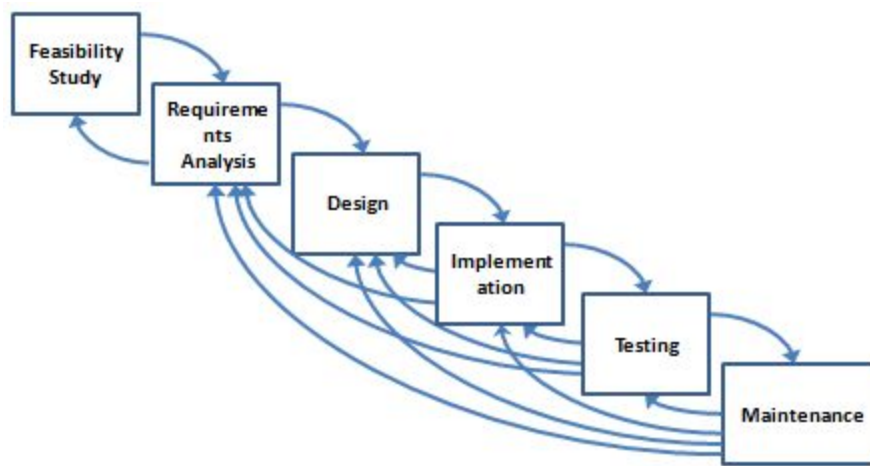 Feasibility
Study
Requireme
nts
Analysis
Design
Implement
ation
Testing
Maintenance